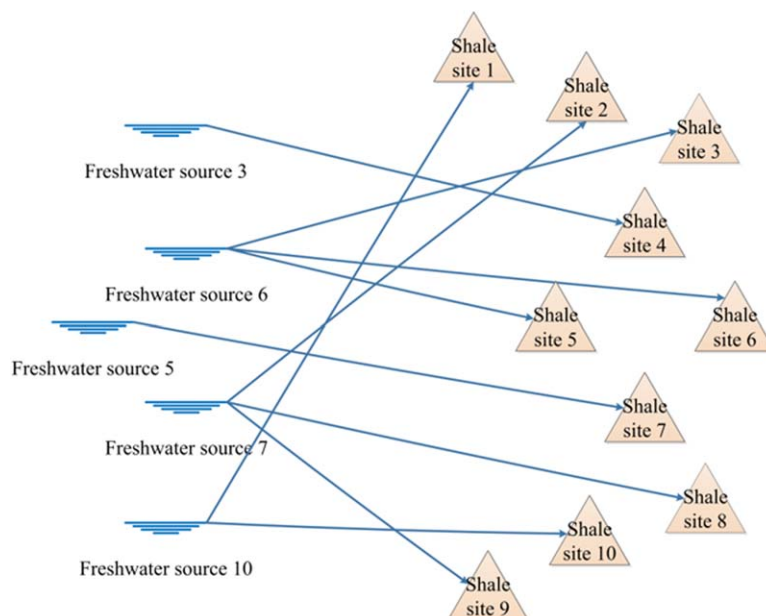 Shale
site 1
Shale
site 2
Shale
site 3
Freshwater source 3
Shale
site 4
Freshwater source 6
Shale
site 5
Shale
site 6
Freshwater source 5
Shale
site 7
Freshwater source 7
Shale
site 8
Shale
site 10
Freshwater source 10
Shale
site 9